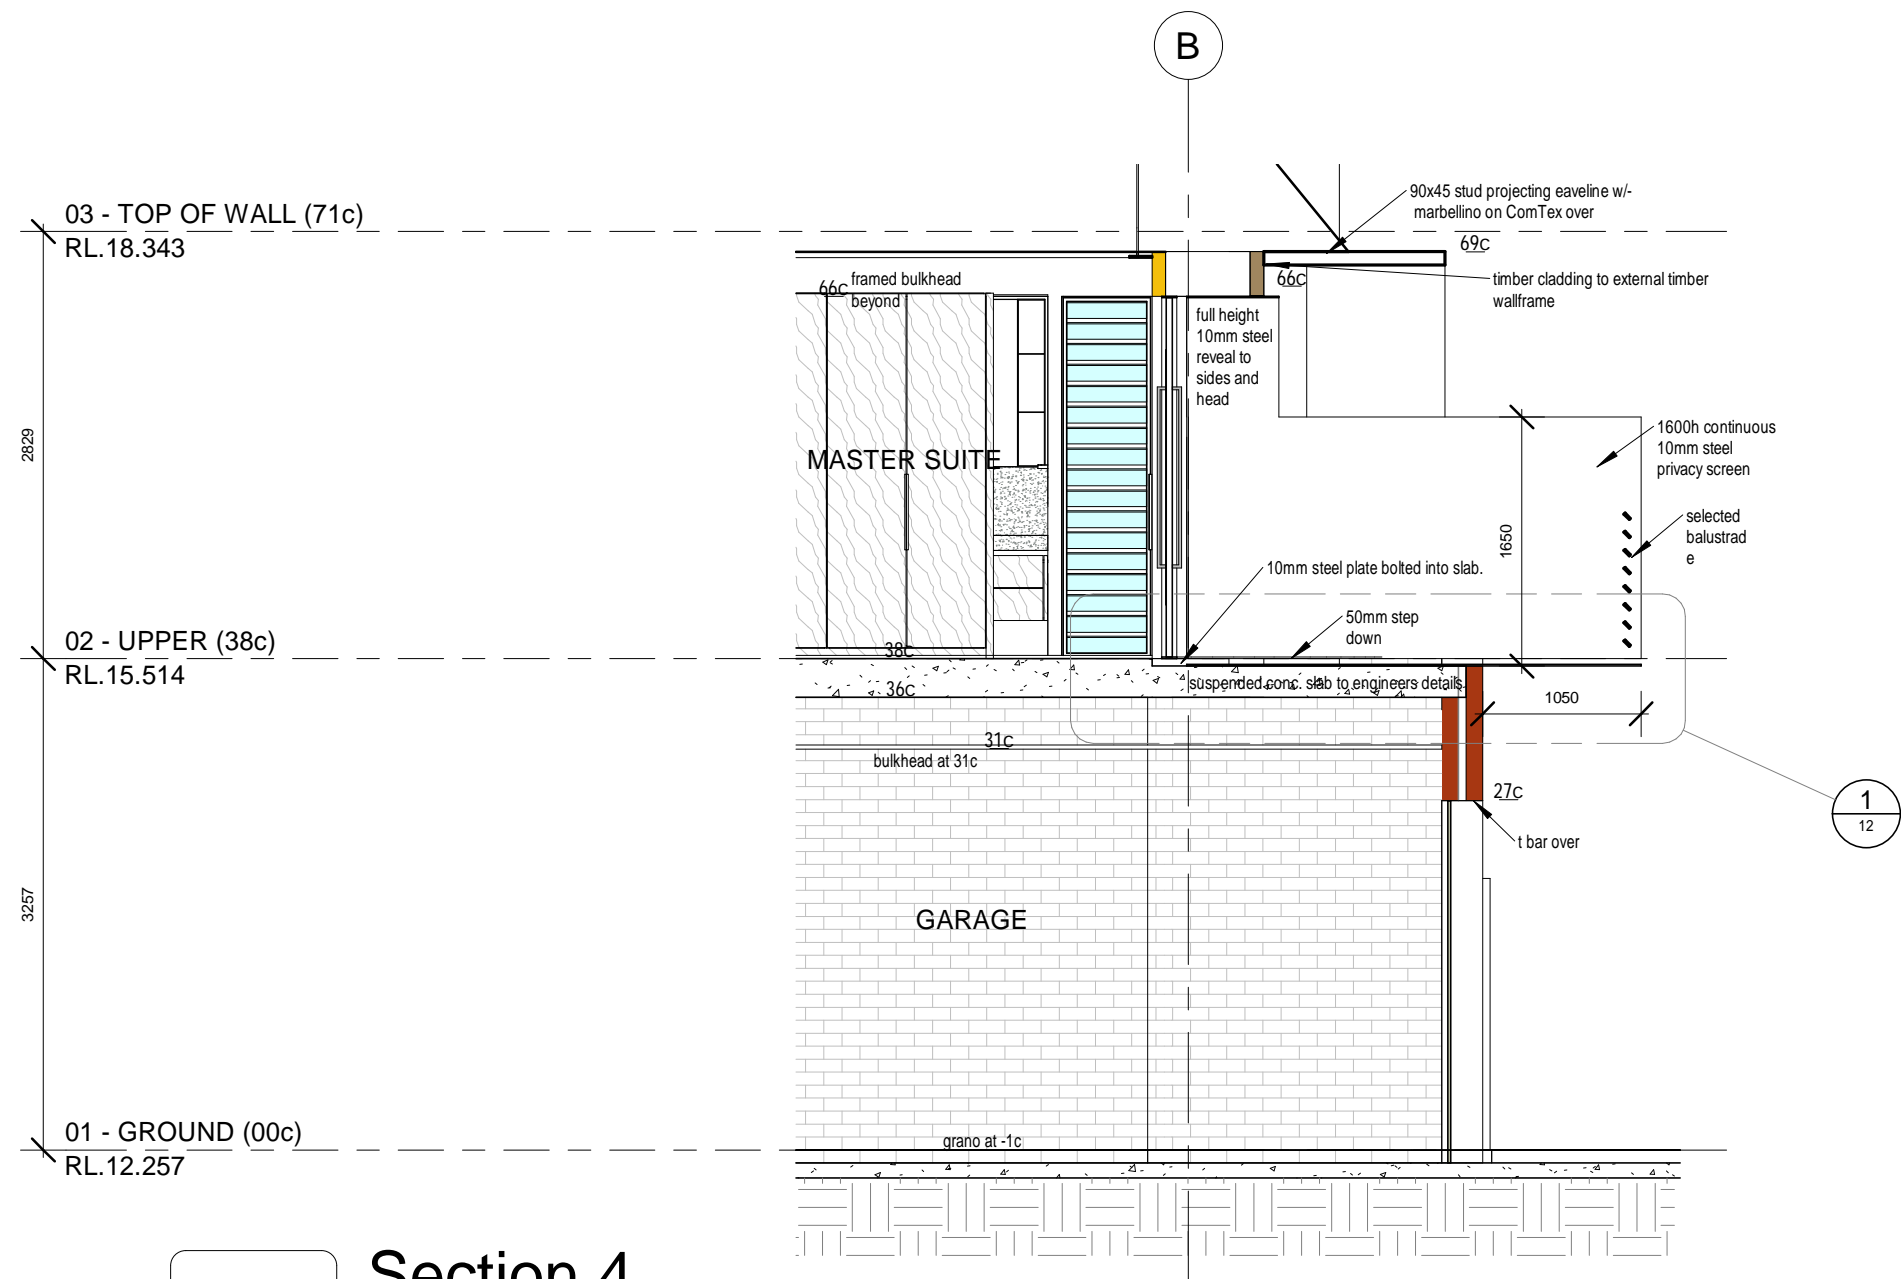 B
03 - TOP OF WALL (71c)
RL.18.343
90x45 stud projecting eaveline w/-
marbellino on ComTex over
69c
66c
framed bulkhead
beyond
66c
timber cladding to external timber
wallframe
full height
10mm steel
reveal to
sides and
head
2829
MASTER SUITE
1600h continuous
10mm steel
privacy screen
1650
selected
balustrad
e
10mm steel plate bolted into slab.
50mm step
down
02 - UPPER (38c)
RL.15.514
38c
36c
suspended conc. slab to engineers details.
1050
31c
bulkhead at 31c
27c
t bar over
1
12
3257
GARAGE
01 - GROUND (00c)
RL.12.257
grano at -1c
Section 4